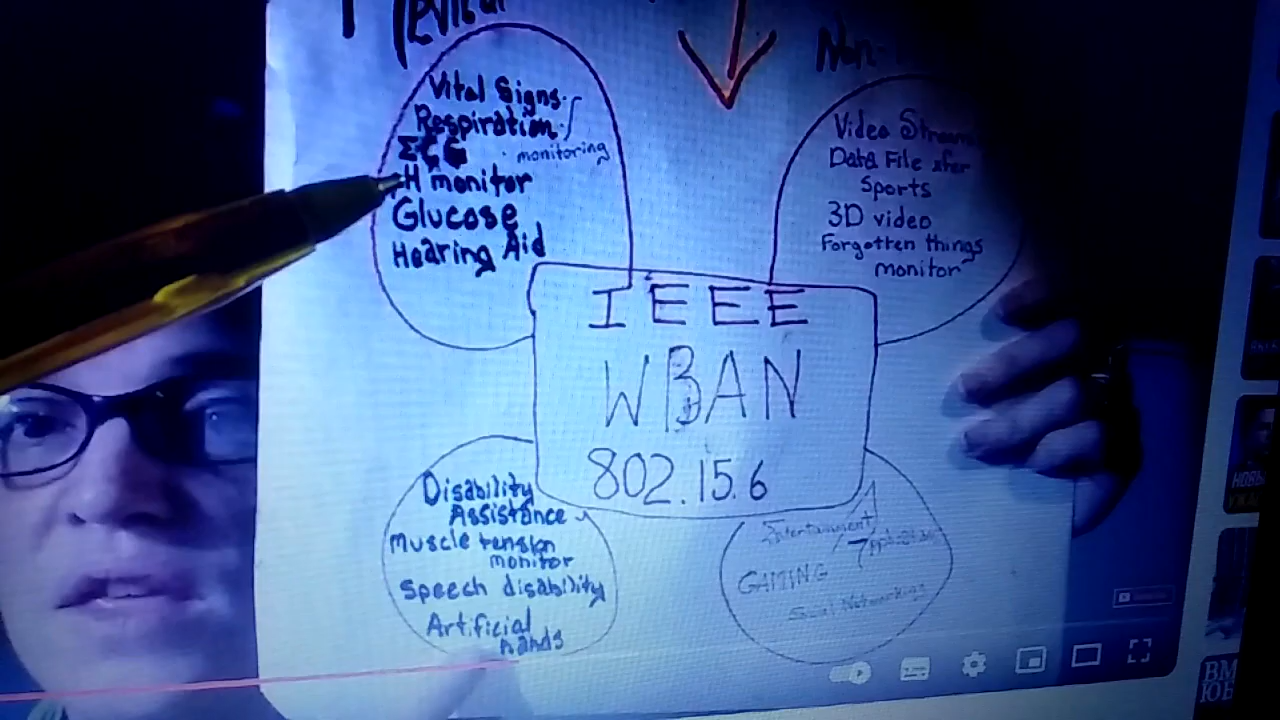 Vital Signs
Respiration
ECG
monitoring
pH monitor
Glucose
Hearing Aid
Non-
Video Stream
Data File xfer
Sports
3D video
Forgotten things
monitor
IEEE
WBAN
802.15.6
Disability
Assistance
Muscle tension
monitor
Speech disability
Artificial
hands
Entertainment
GAMING
Social Networking